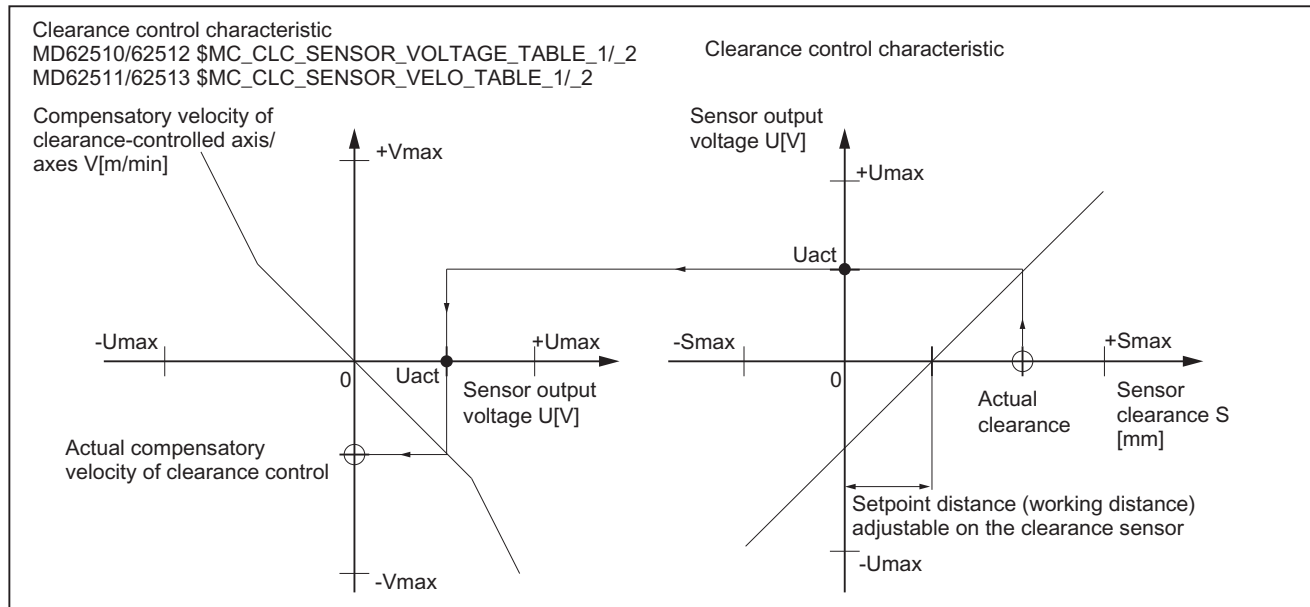 Clearance control characteristic
MD62510/62512 $MC_CLC_SENSOR_VOLTAGE_TABLE_1/_2
MD62511/62513 $MC_CLC_SENSOR_VELO_TABLE_1/_2
Compensatory velocity of
clearance-controlled axis/
axes V[m/min]
+Vmax
-Umax
+Umax
0
Uact
Sensor output
voltage U[V]
Actual compensatory
velocity of clearance control
-Vmax
Clearance control characteristic
Sensor output
voltage U[V]
+Umax
Uact
-Smax
+Smax
0
Actual
clearance
Sensor
clearance S
[mm]
Setpoint distance (working distance)
adjustable on the clearance sensor
-Umax